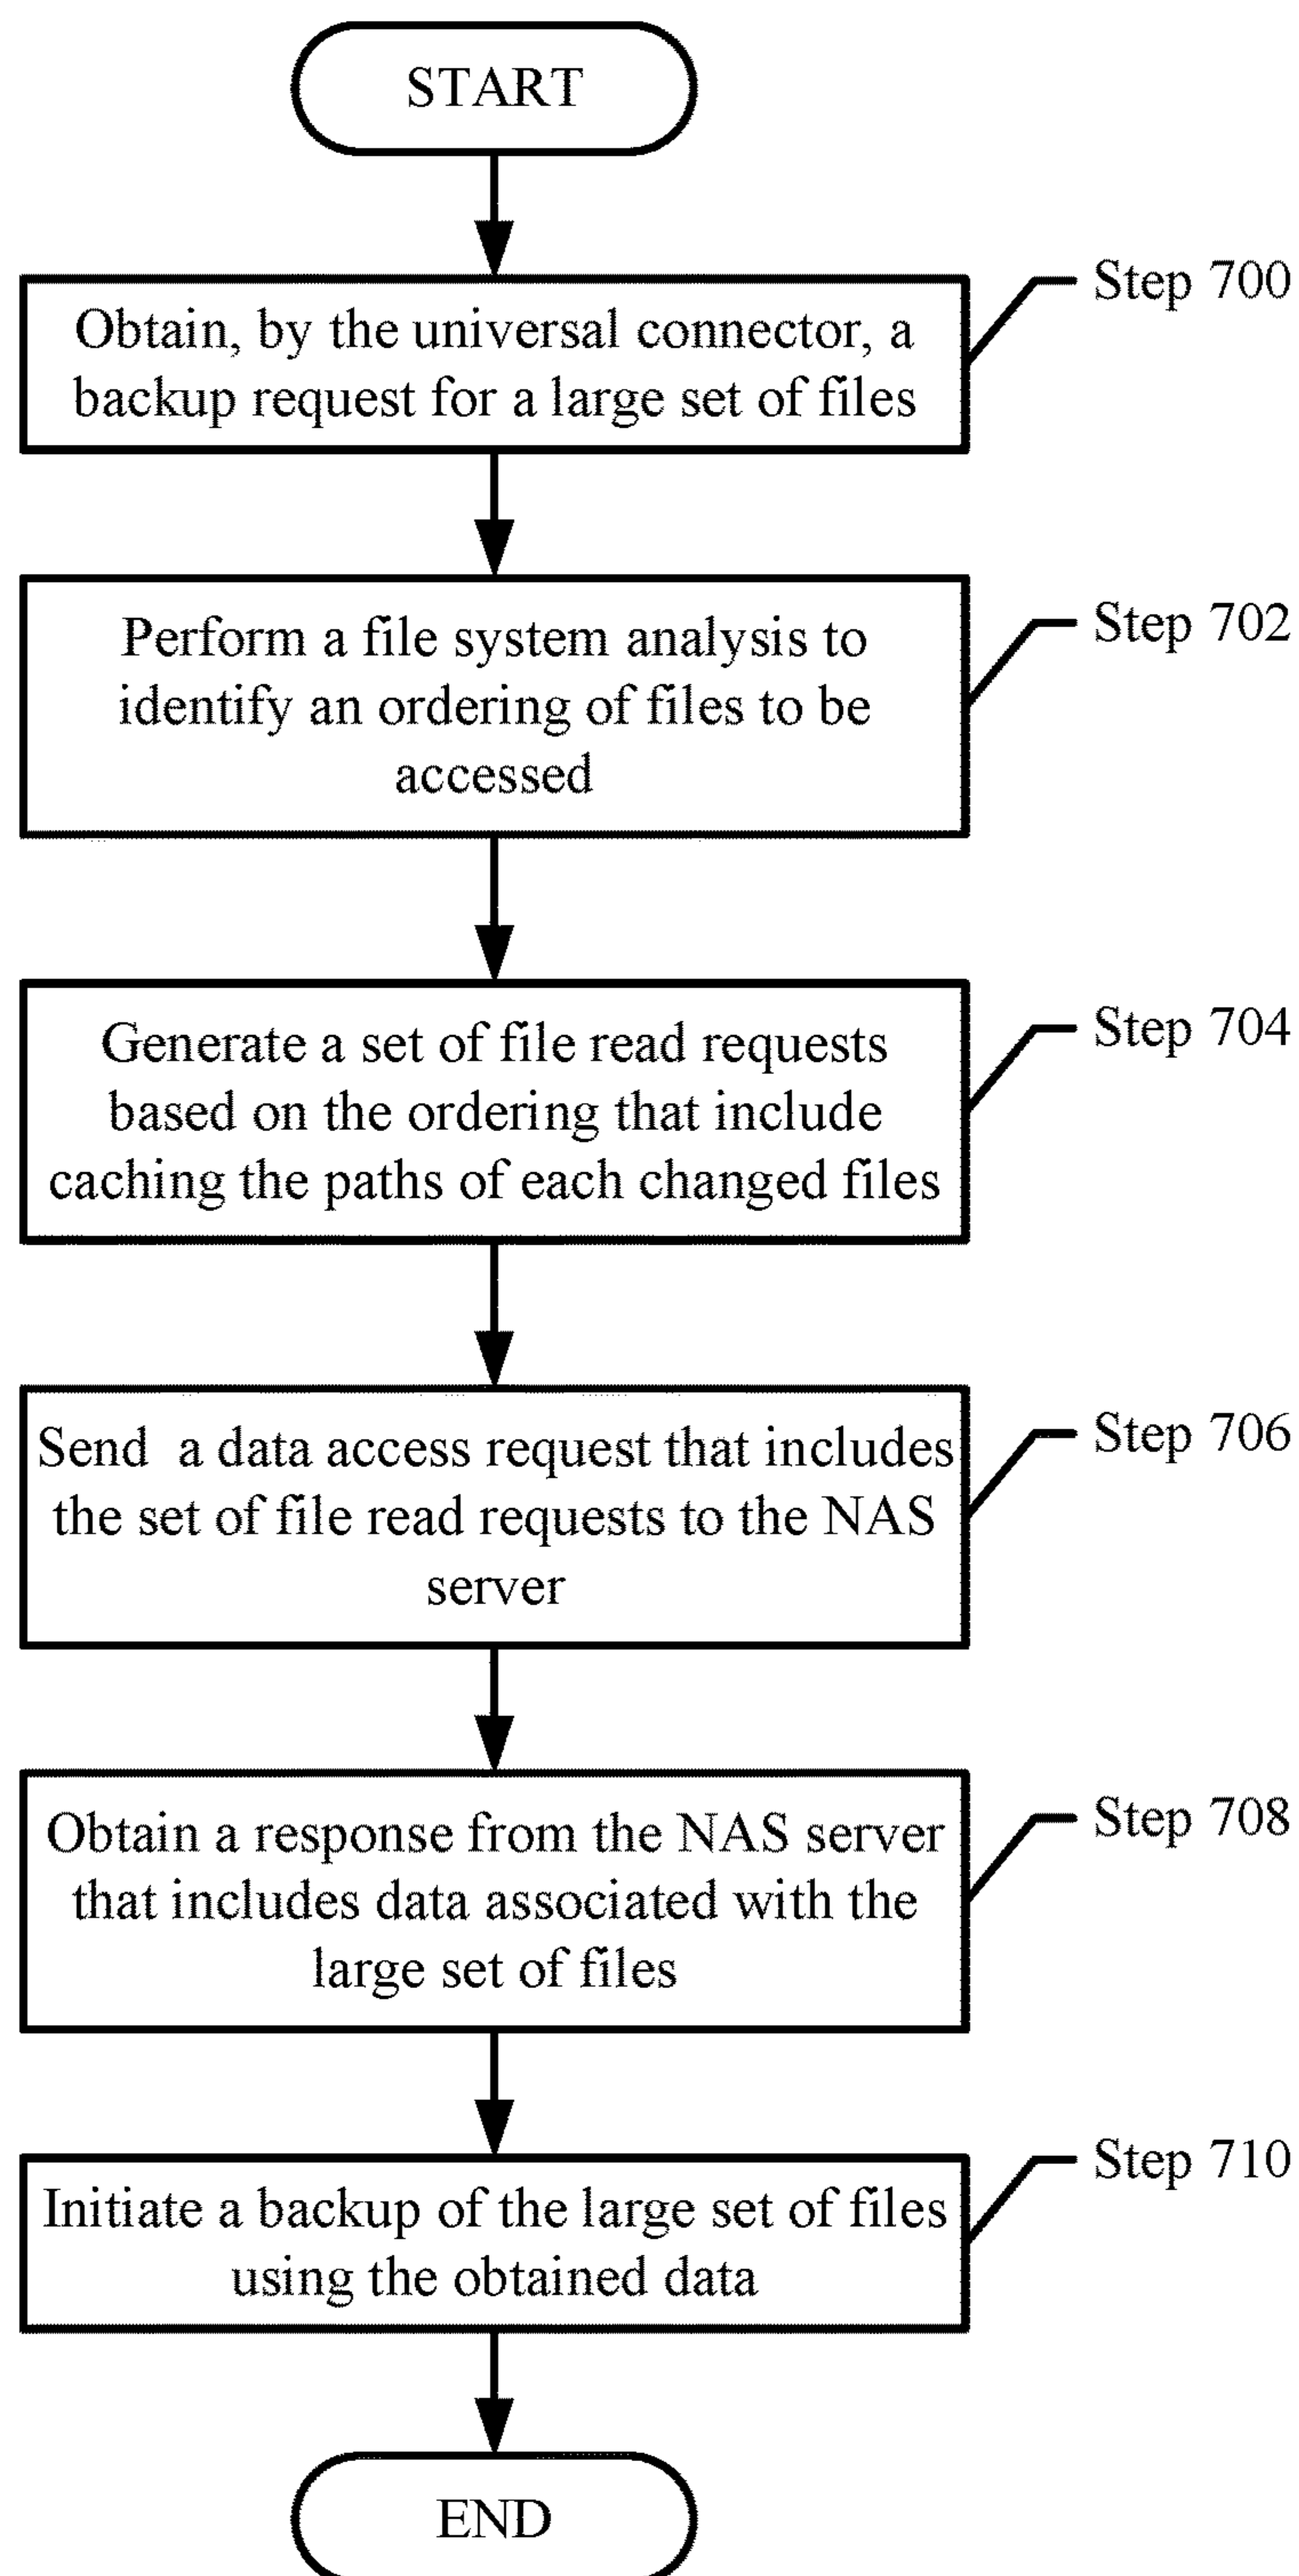 START
Step 700
Obtain, by the universal connector, a
backup request for a large set of files
Step 702
Perform a file system analysis to
identify an ordering of files to be
accessed
Step 704
Generate a set of file read requests
based on the ordering that include
caching the paths of each changed files
Step 706
Send a data access request that includes
the set of file read requests to the NAS
server
Step 708
Obtain a response from the NAS server
that includes data associated with the
large set of files
Step 710
Initiate a backup of the large set of files
using the obtained data
END